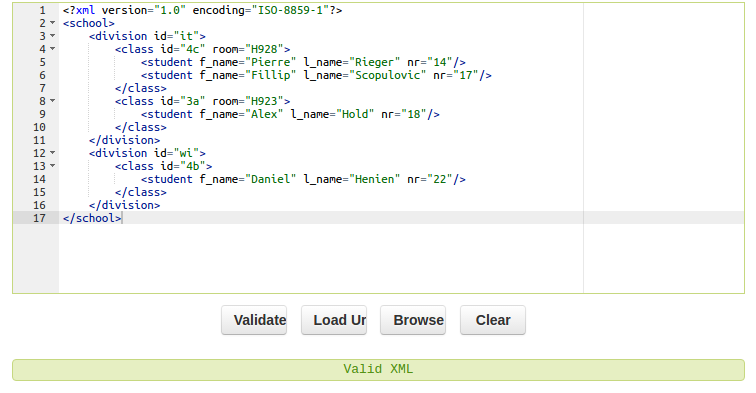 1 <?xml version="1.0" encoding="ISO-8859-1"?>
2 <school>
3     <division id="it">
4         <class id="4c" room="H928">
5             <student f_name="Pierre" l_name="Rieger" nr="14"/>
6             <student f_name="Fillip" l_name="Scopulovic" nr="17"/>
7         </class>
8         <class id="3a" room="H923">
9             <student f_name="Alex" l_name="Hold" nr="18"/>
10         </class>
11     </division>
12     <division id="wi">
13         <class id="4b">
14             <student f_name="Daniel" l_name="Henien" nr="22"/>
15         </class>
16     </division>
17 </school>
Validate Load Ur Browse Clear
Valid XML